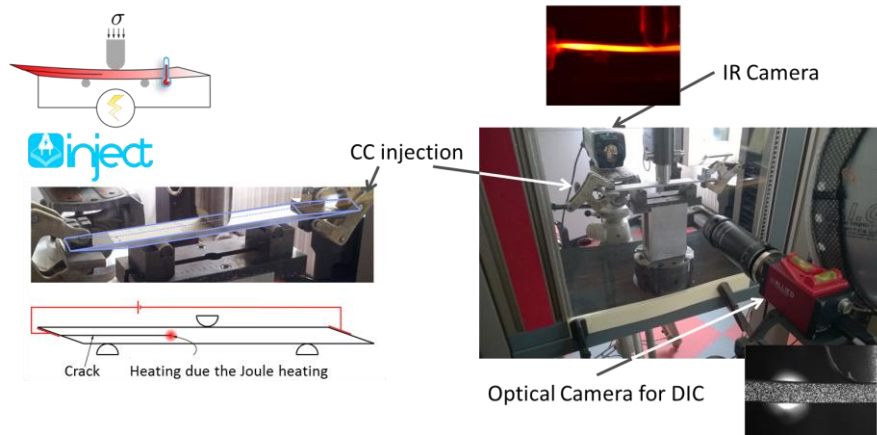 σ
inject
CC injection
IR Camera
Crack
Heating due the Joule heating
Optical Camera for DIC